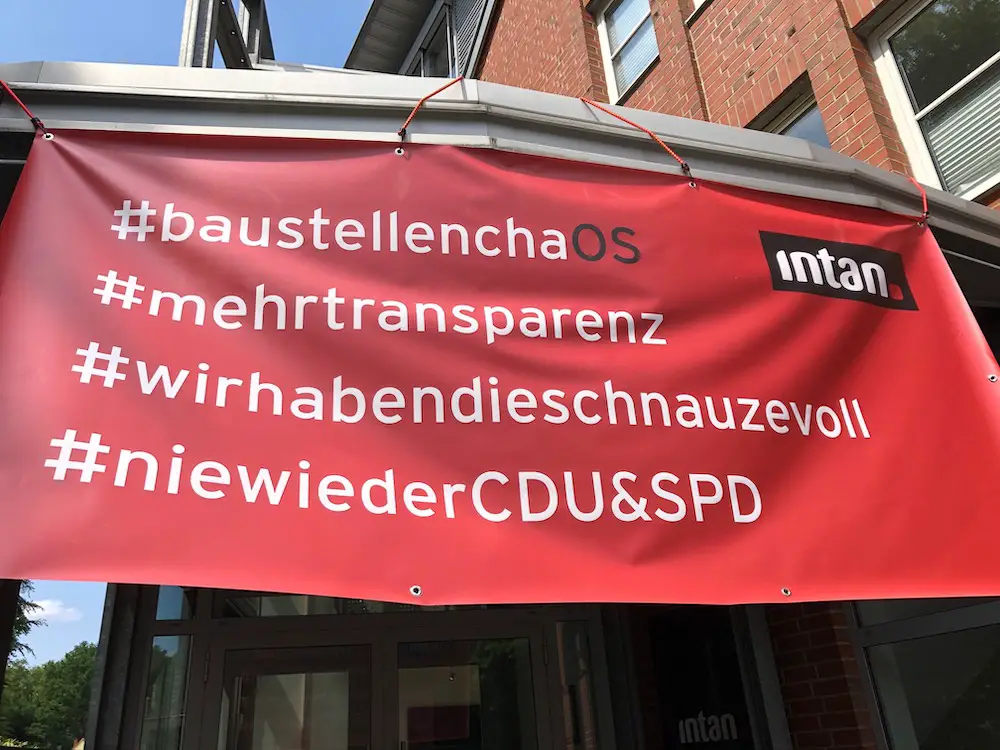 #baustellenchaOS
intan.
#mehrtransparenz
#wirhabendieschnauzevoll
#niewiederCDU&SPD
intan